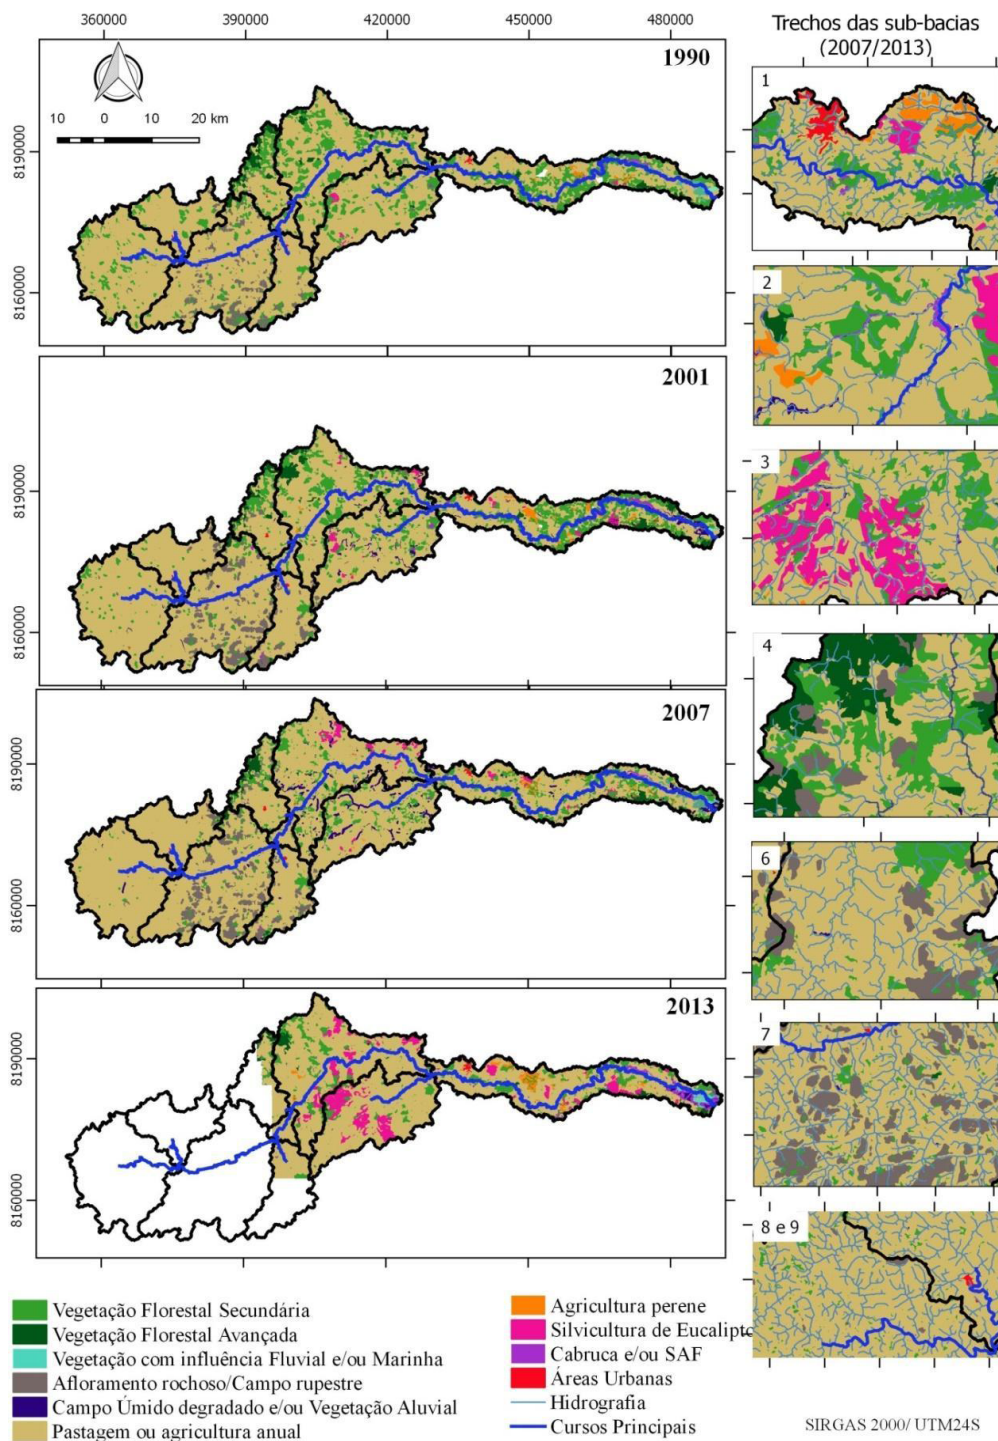 360000 390000 420000 450000 480000
Trechos das sub-bacias
(2007/2013)
1990
10 0 10 20 km
8190000
8160000
2001
8190000
8160000
2007
8190000
8160000
2013
8190000
8160000
1
2
3
4
6
7
8 e 9
Vegetação Florestal Secundária
Vegetação Florestal Avançada
Vegetação com influência Fluvial e/ou Marinha
Afloramento rochoso/Campo rupestre
Campo Úmido degradado e/ou Vegetação Aluvial
Pastagem ou agricultura anual
Agricultura perene
Silvicultura de Eucalipto
Cabruca e/ou SAF
Áreas Urbanas
Hidrografia
Cursos Principais
SIRGAS 2000/ UTM24S